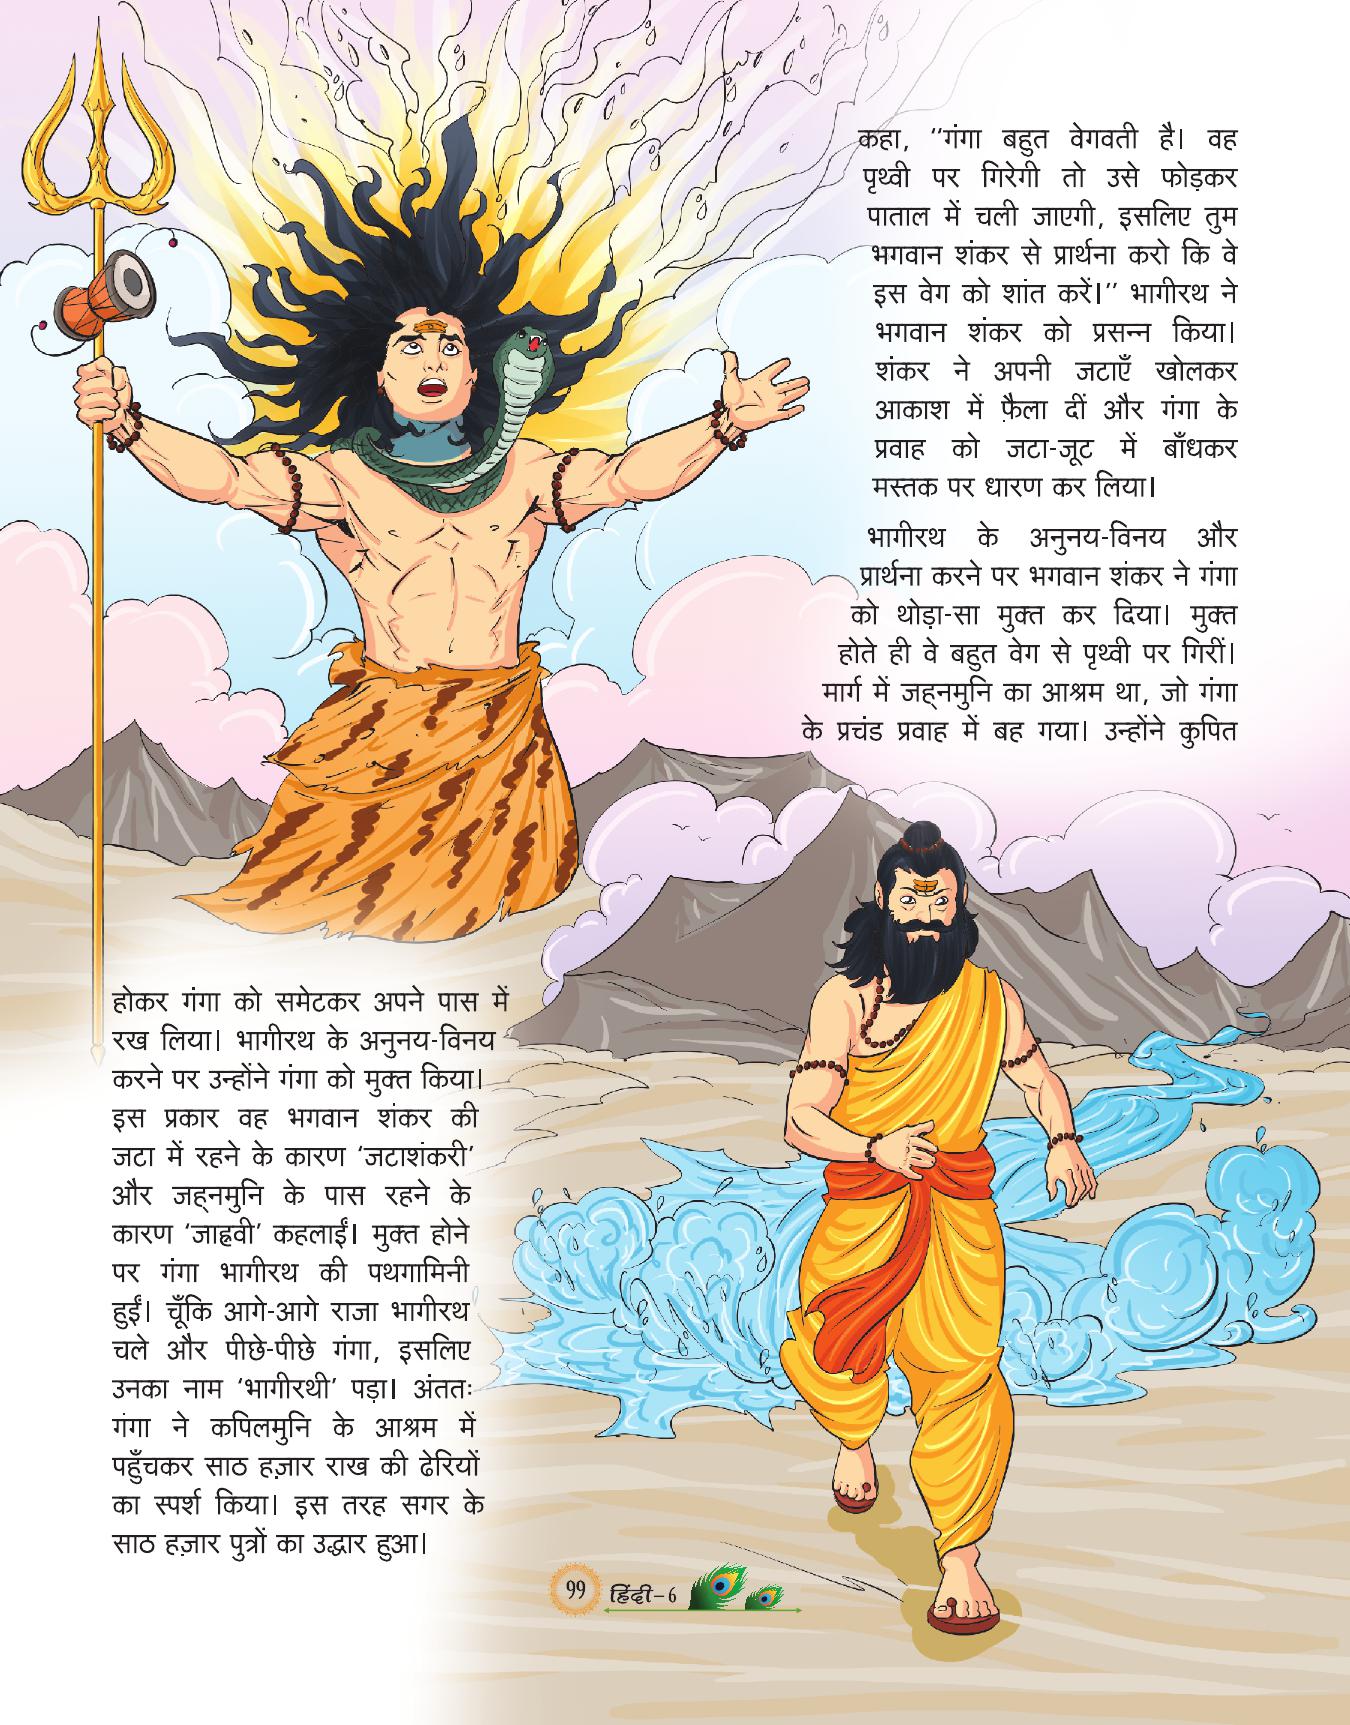 कहा, ‘‘गंगा बहुत वेगवती है। वह
पृथ्वी पर गिरेगी तो उसे फोड़कर
पाताल में चली जाएगी, इसलिए तुम
भगवान शंकर से प्रार्थना करो कि वे
इस वेग को शांत करें।’’ भागीरथ ने
भगवान शंकर को प्रसन्न किया।
शंकर ने अपनी जटाएँ खोलकर
आकाश में फ़ैला दीं और गंगा के
प्रवाह को जटा-जूट में बाँधकर
मस्तक पर धारण कर लिया।
भागीरथ के अनुनय-विनय और
प्रार्थना करने पर भगवान शंकर ने गंगा
को थोड़ा-सा मुक्त कर दिया। मुक्त
होते ही वे बहुत वेग से पृथ्वी पर गिरीं।
मार्ग में जह्‌नमुनि का आश्रम था, जो गंगा
के प्रचंड प्रवाह में बह गया। उन्होंने कुपित
होकर गंगा को समेटकर अपने पास में
रख लिया। भागीरथ के अनुनय-विनय
करने पर उन्होंने गंगा को मुक्त किया।
इस प्रकार वह भगवान शंकर की
जटा में रहने के कारण ‘जटाशंकरी’
और जह्‌नमुनि के पास रहने के
कारण ‘जाह्नवी’ कहलाईं। मुक्त होने
पर गंगा भागीरथ की पथगामिनी
हुईं। चूँकि आगे-आगे राजा भागीरथ
चले और पीछे-पीछे गंगा, इसलिए
उनका नाम ‘भागीरथी’ पड़ा। अंततः
गंगा ने कपिलमुनि के आश्रम में
पहुँचकर साठ हज़ार राख की ढेरियों
का स्पर्श किया। इस तरह सगर के
साठ हज़ार पुत्रों का उद्धार हुआ।
99 हिंदी–6